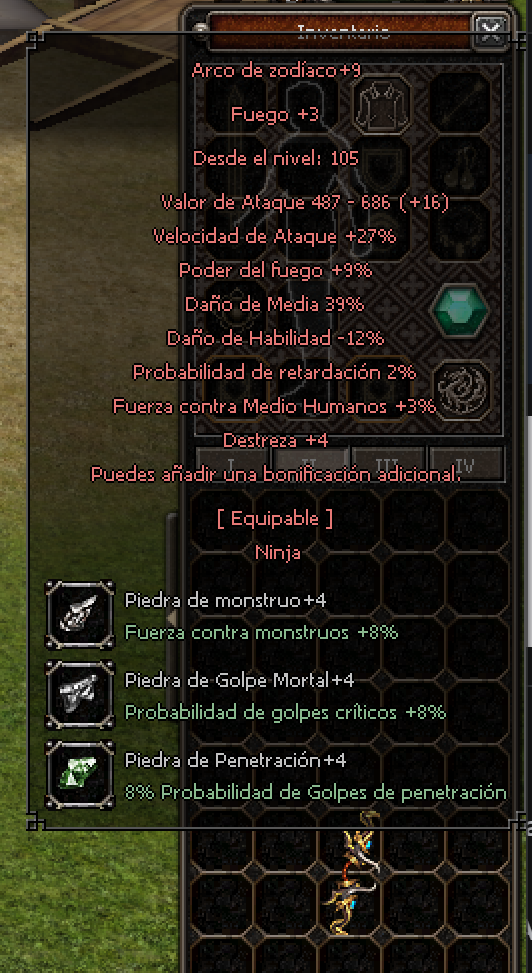 Inventario
Arco de zodíaco+9
Fuego +3
Desde el nivel: 105
Valor de Ataque 487 - 686 (+16)
Velocidad de Ataque +27%
Poder del fuego +9%
Daño de Media 39%
Daño de Habilidad -12%
Probabilidad de retardación 2%
Fuerza contra Medio Humanos +3%
Destreza +4
I II III IV
Puedes añadir una bonificación adicional.
[ Equipable ]
Ninja
Piedra de monstruo+4
Fuerza contra monstruos +8%
Piedra de Golpe Mortal+4
Probabilidad de golpes críticos +8%
Piedra de Penetración+4
8% Probabilidad de Golpes de penetración